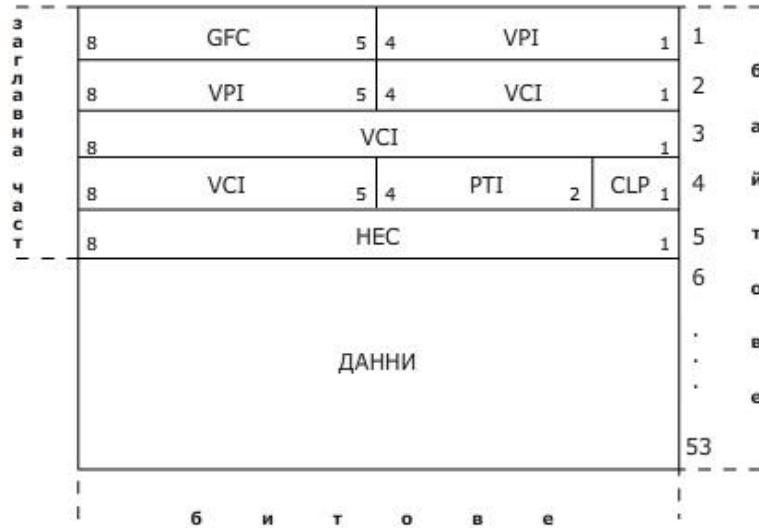 заглавна част
8 GFC 5 4 VPI 1 1
8 VPI 5 4 VCI 1 2
8 VCI 1 3
8 VCI 5 4 PTI 2 CLP 1 4
8 HEC 1 5
6
ДАННИ
.
.
.
53
байтове
битове